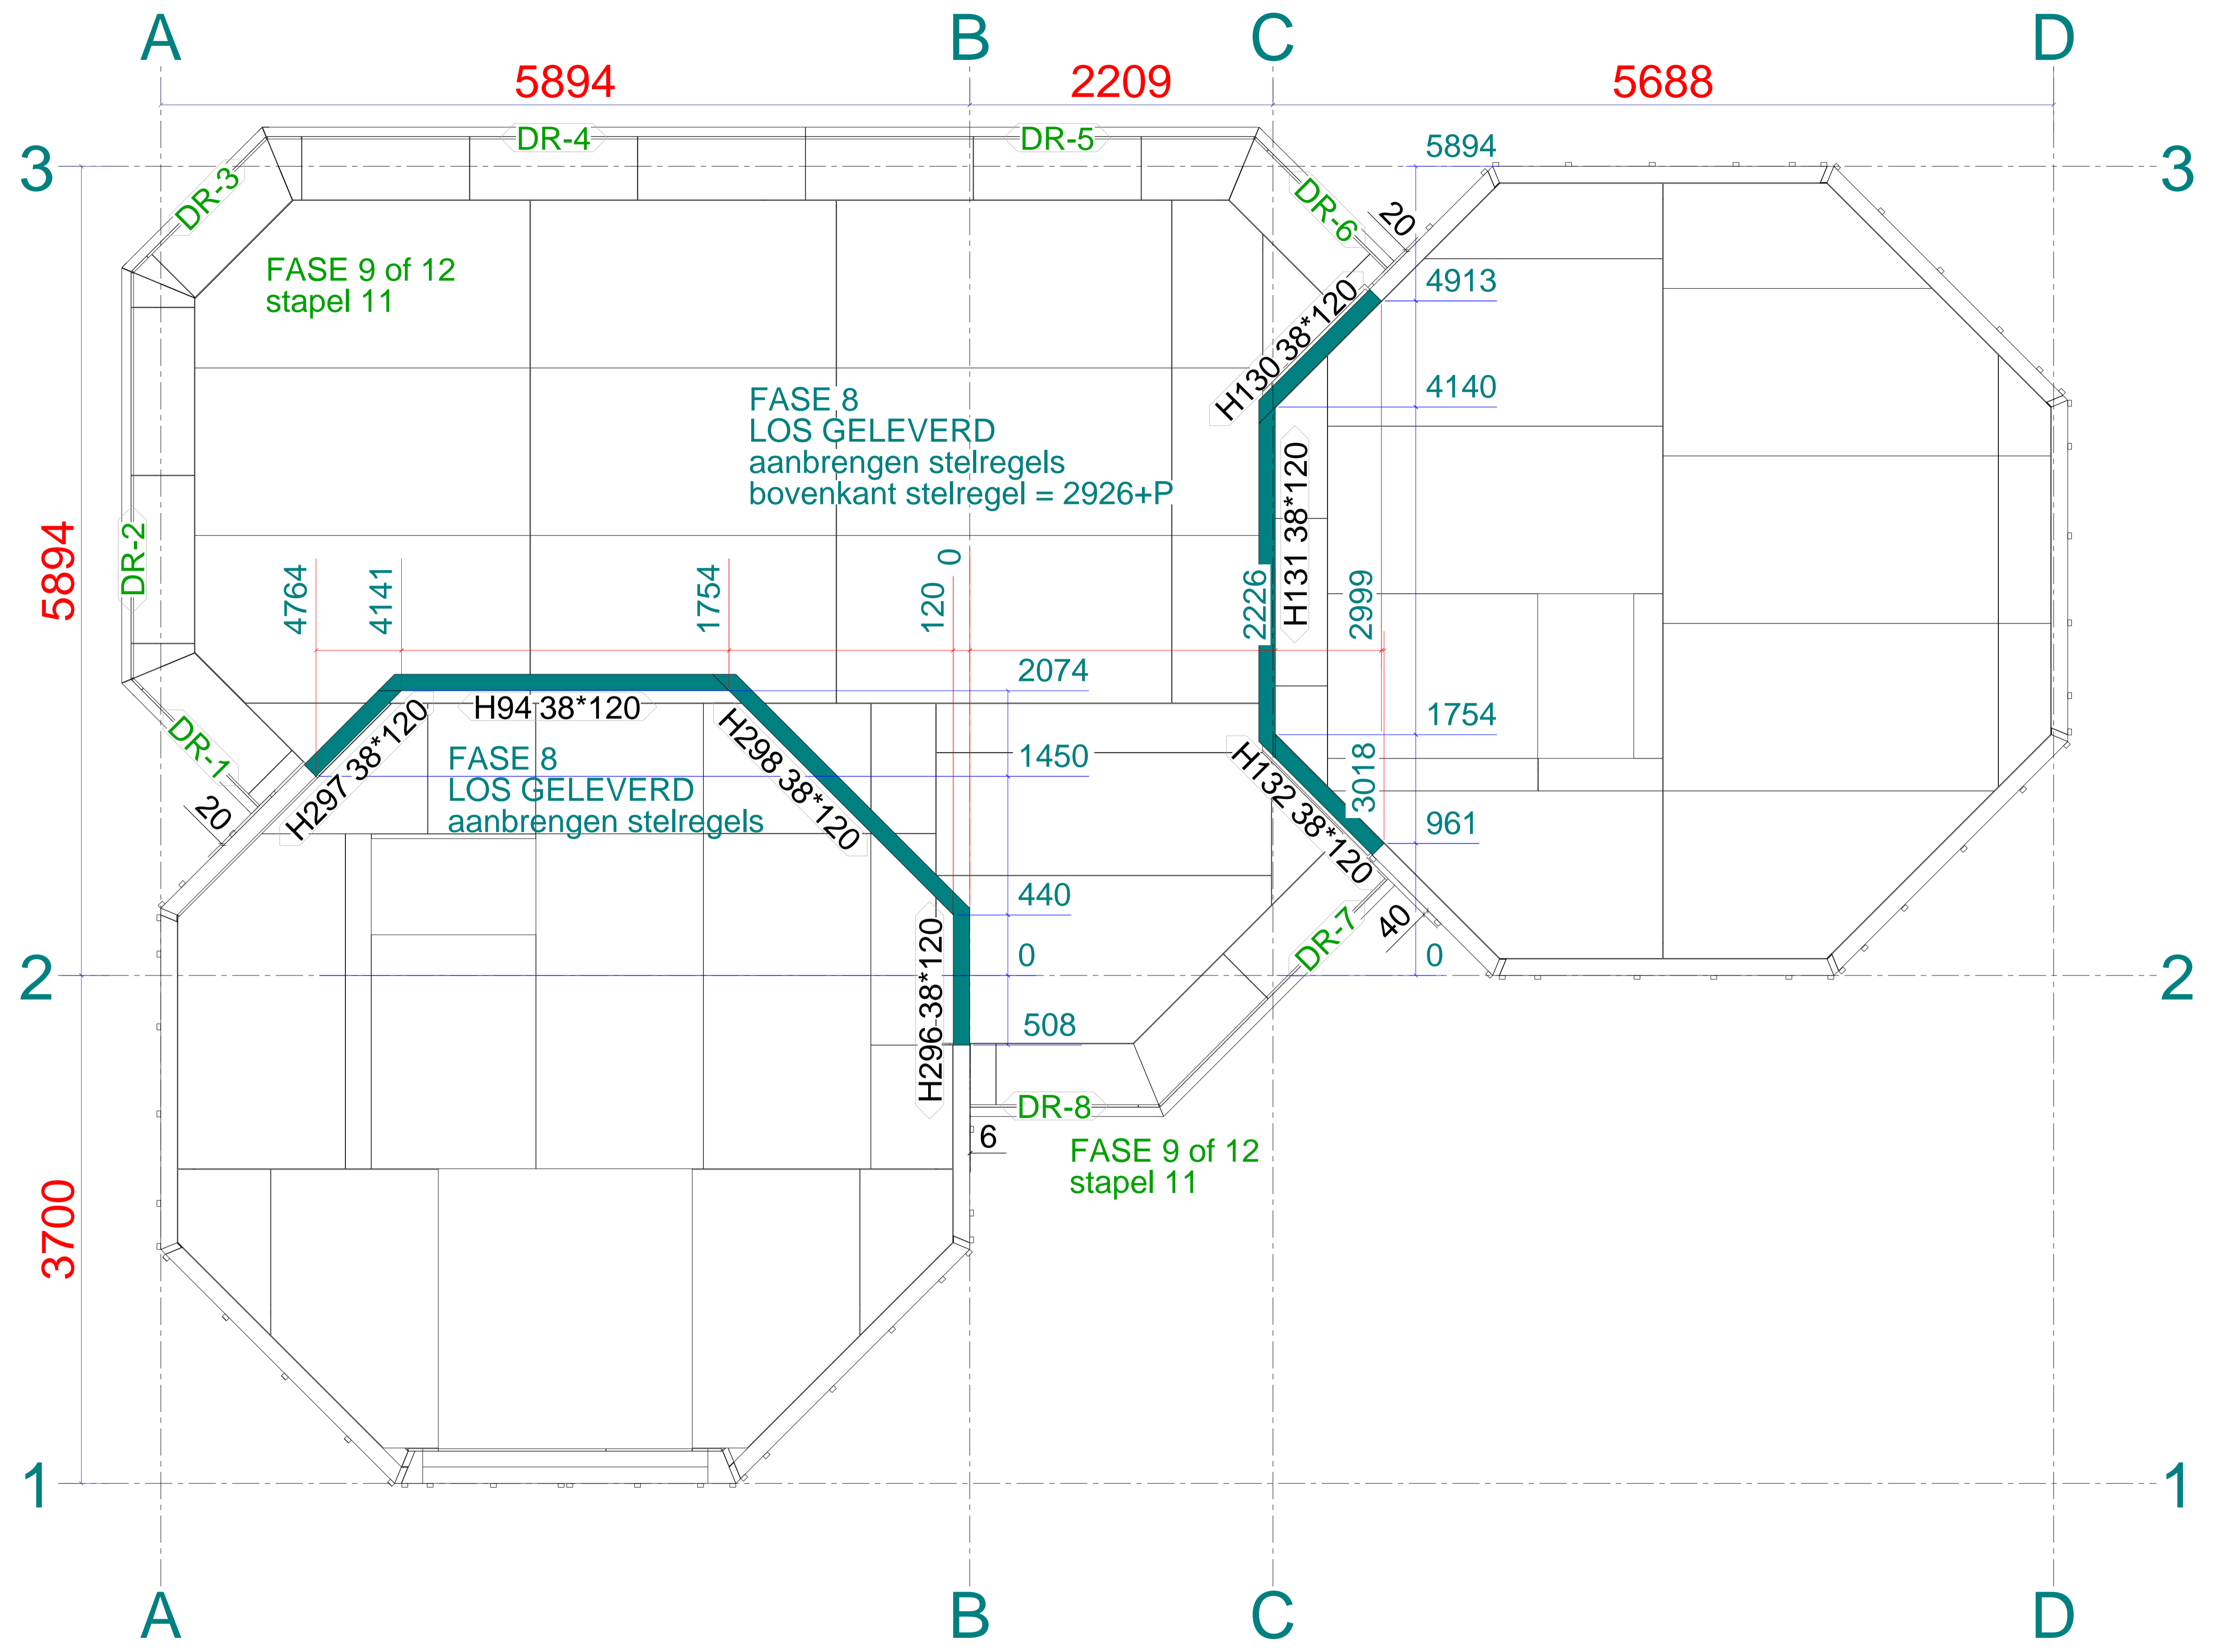 A
B
C
D
5894
2209
5688
3
3
DR-4
DR-5
5894
DR-3
DR-6
20
FASE 9 of 12
stapel 11
4913
H130 38*120
4140
FASE 8
LOS GELEVERD
aanbrengen stelregels
bovenkant stelregel = 2926+P
H131 38*120
5894
DR-2
4764
4141
1754
120
0
2226
2999
2074
H94 38*120
1754
DR-1
H297 38*120
H298 38*120
FASE 8
LOS GELEVERD
aanbrengen stelregels
1450
H132 38*120
3018
961
20
440
DR-7
40
0
0
2
2
H296 38*120
508
DR-8
6
FASE 9 of 12
stapel 11
3700
1
1
A
B
C
D